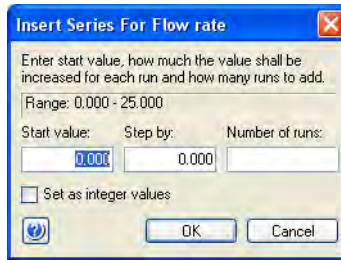 Insert Series For Flow rate
Enter start value, how much the value shall be
increased for each run and how many runs to add.
Range: 0.000 - 25.000
Start value: Step by: Number of runs:
0.000 0.000
Set as integer values
OK Cancel